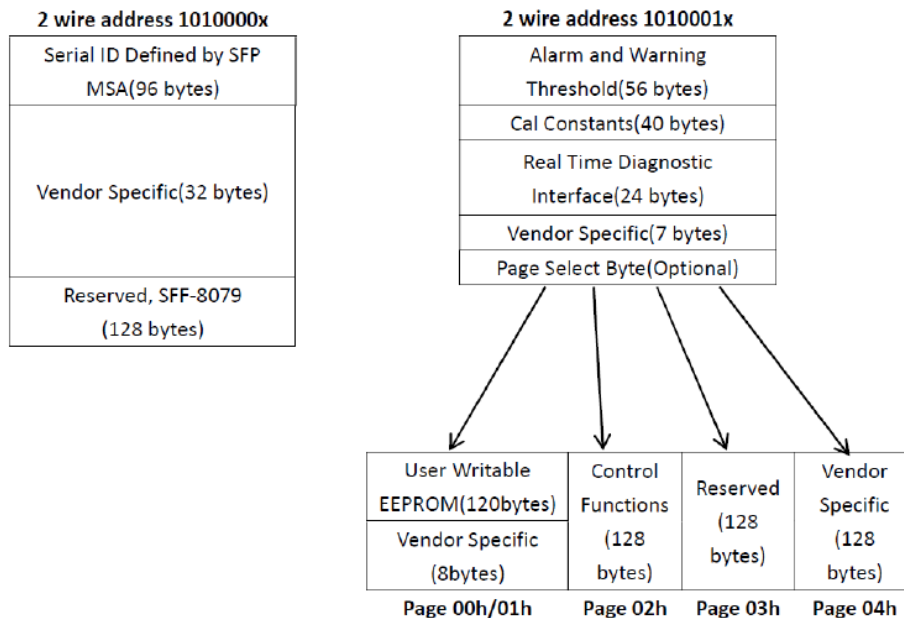 2 wire address 1010000x
Serial ID Defined by SFP
MSA(96 bytes)
Vendor Specific(32 bytes)
Reserved, SFF-8079
(128 bytes)
2 wire address 1010001x
Alarm and Warning
Threshold(56 bytes)
Cal Constants(40 bytes)
Real Time Diagnostic
Interface(24 bytes)
Vendor Specific(7 bytes)
Page Select Byte(Optional)
User Writable
EEPROM(120bytes)
Vendor Specific
(8bytes)
Page 00h/01h
Control
Functions
(128
bytes)
Page 02h
Reserved
(128
bytes)
Page 03h
Vendor
Specific
(128
bytes)
Page 04h